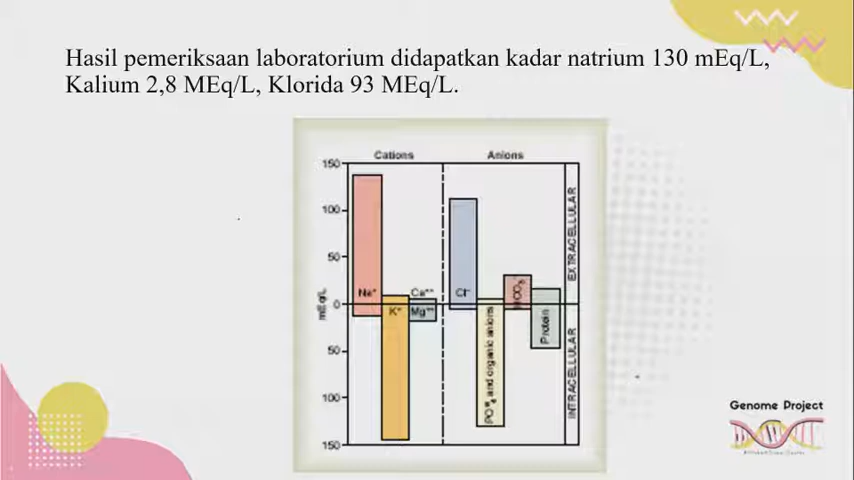 Hasil pemeriksaan laboratorium didapatkan kadar natrium 130 mEq/L,
Kalium 2,8 MEq/L, Klorida 93 MEq/L.
Cations Anions
150
100
50
0
50
100
150
mEq/L
Na⁺
K⁺
Ca⁺⁺
Mg⁺⁺
Cl⁻
PO₄ and organic anions
HCO₃⁻
Protein
EXTRACELLULAR
INTRACELLULAR
Genome Project